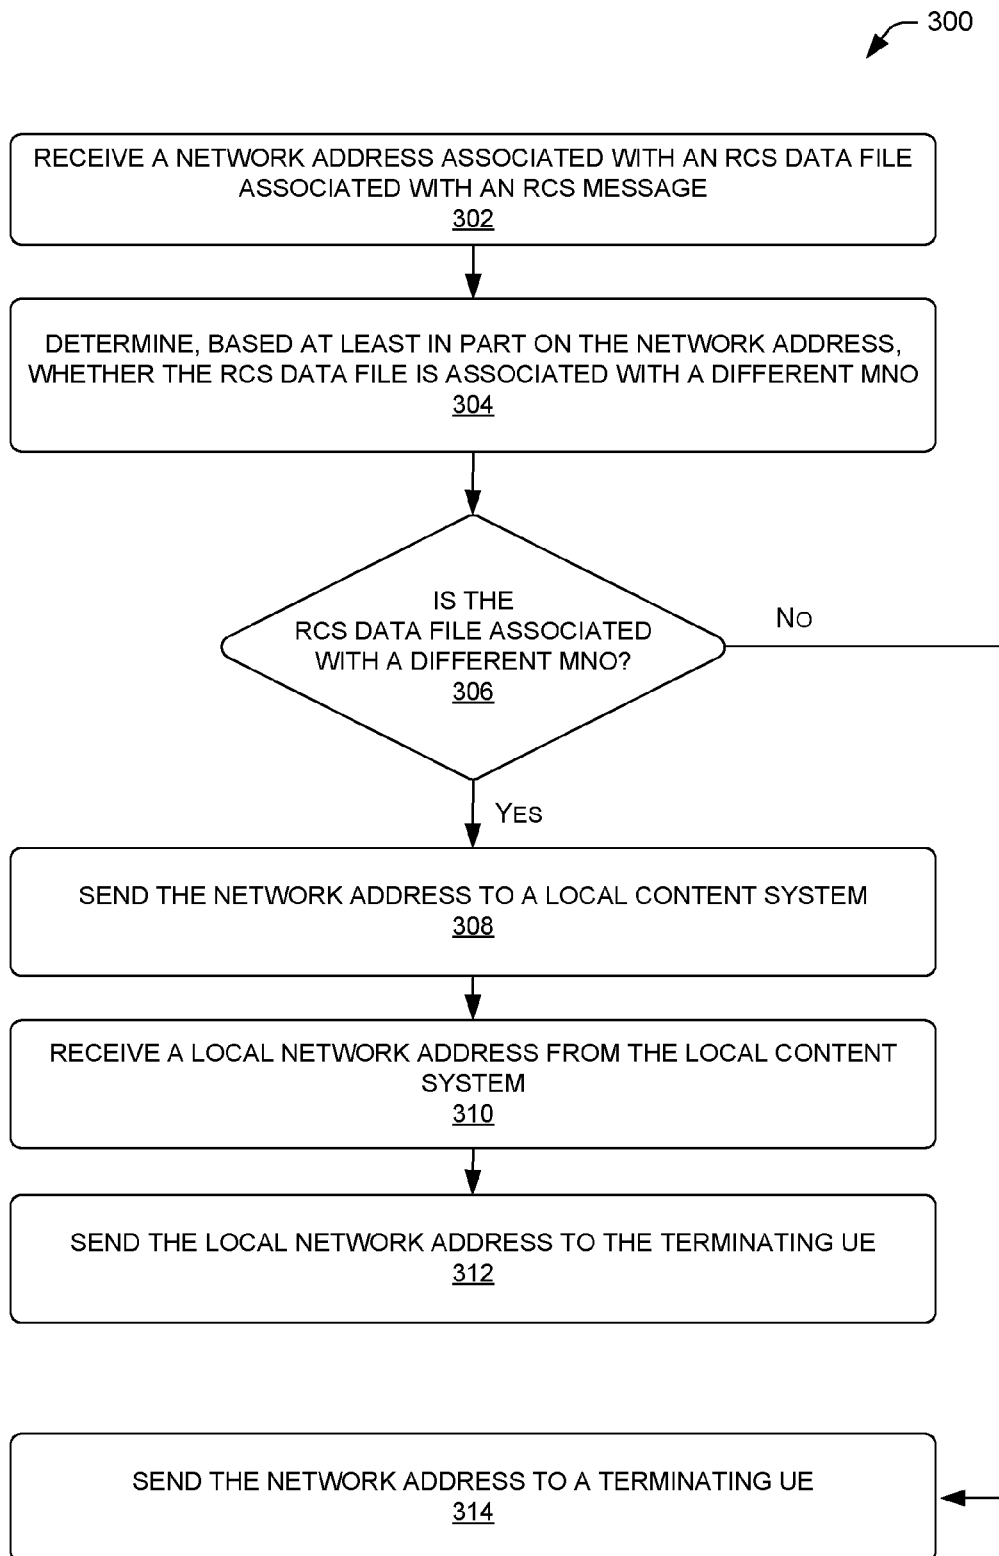 300
RECEIVE A NETWORK ADDRESS ASSOCIATED WITH AN RCS DATA FILE
ASSOCIATED WITH AN RCS MESSAGE
302
DETERMINE, BASED AT LEAST IN PART ON THE NETWORK ADDRESS,
WHETHER THE RCS DATA FILE IS ASSOCIATED WITH A DIFFERENT MNO
304
IS THE
RCS DATA FILE ASSOCIATED
WITH A DIFFERENT MNO?
306
NO
YES
SEND THE NETWORK ADDRESS TO A LOCAL CONTENT SYSTEM
308
RECEIVE A LOCAL NETWORK ADDRESS FROM THE LOCAL CONTENT
SYSTEM
310
SEND THE LOCAL NETWORK ADDRESS TO THE TERMINATING UE
312
SEND THE NETWORK ADDRESS TO A TERMINATING UE
314